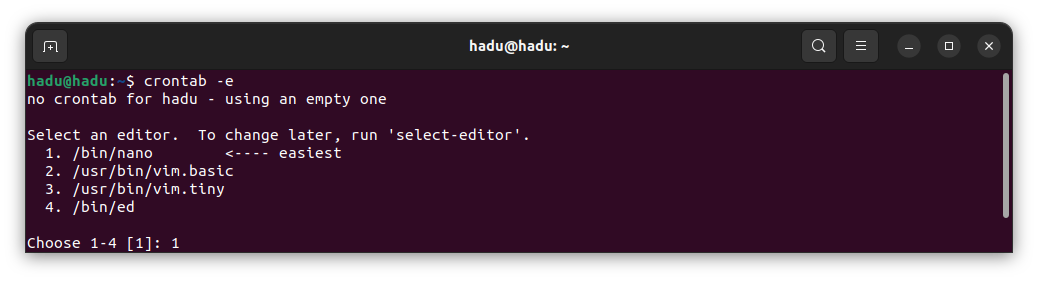 hadu@hadu: ~
hadu@hadu:~$ crontab -e
no crontab for hadu - using an empty one
Select an editor.  To change later, run 'select-editor'.
  1. /bin/nano        <---- easiest
  2. /usr/bin/vim.basic
  3. /usr/bin/vim.tiny
  4. /bin/ed
Choose 1-4 [1]: 1